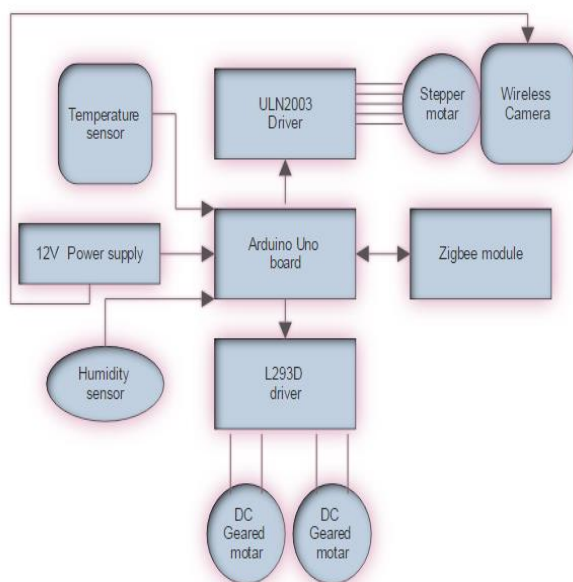 Temperature
sensor
ULN2003
Driver
Stepper
motar
Wireless
Camera
12V Power supply
Arduino Uno
board
Zigbee module
Humidity
sensor
L293D
driver
DC
Geared
motar
DC
Geared
motar